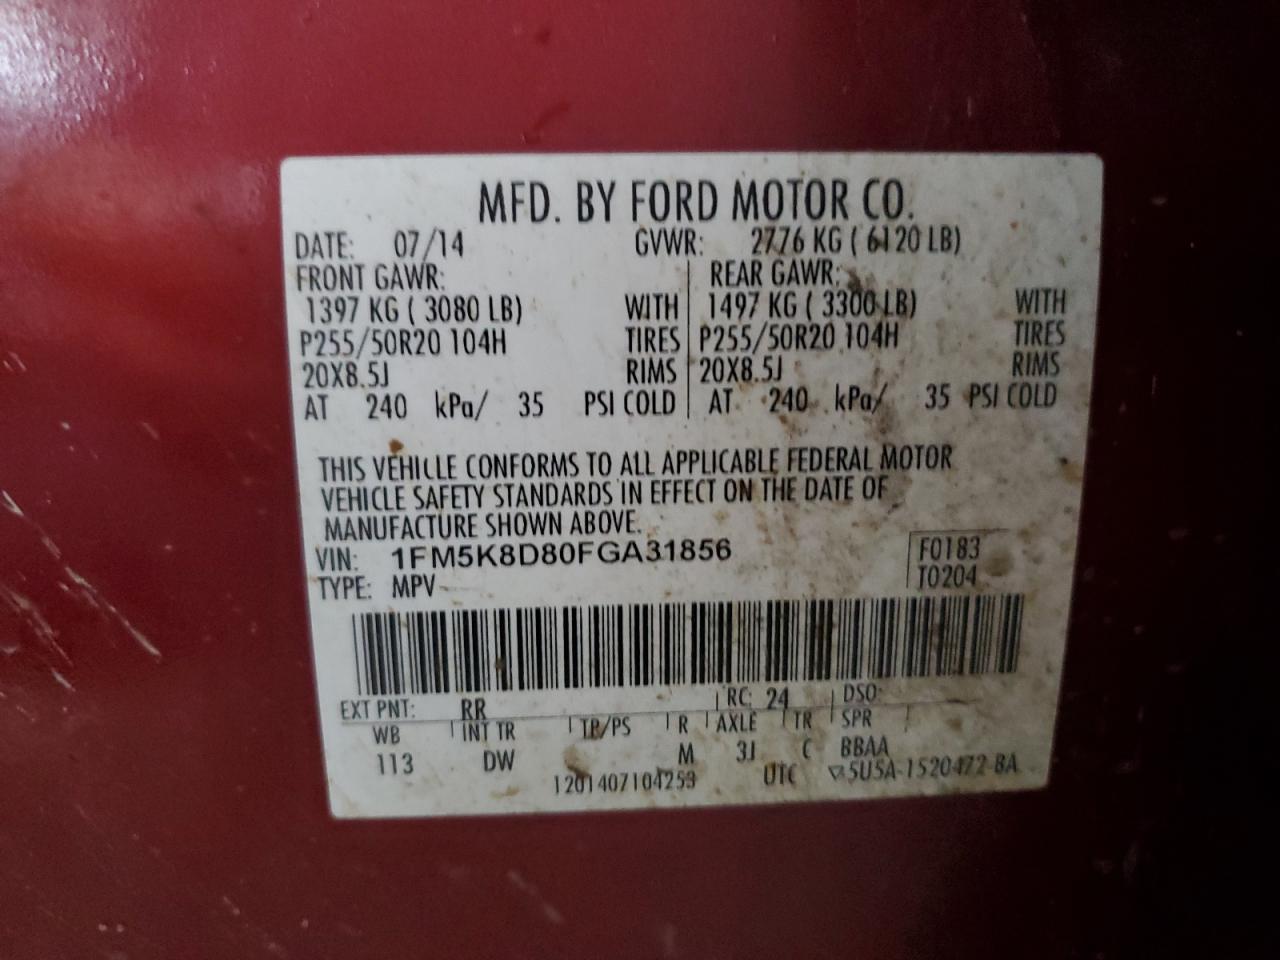 MFD. BY FORD MOTOR CO.
DATE: 07/14 GVWR: 2776 KG ( 6120 LB)
FRONT GAWR: REAR GAWR:
1397 KG ( 3080 LB) WITH 1497 KG ( 3300 LB) WITH
P255/50R20 104H TIRES P255/50R20 104H TIRES
20X8.5J RIMS 20X8.5J RIMS
AT 240 kPa/ 35 PSI COLD AT 240 kPa/ 35 PSI COLD
THIS VEHICLE CONFORMS TO ALL APPLICABLE FEDERAL MOTOR
VEHICLE SAFETY STANDARDS IN EFFECT ON THE DATE OF
MANUFACTURE SHOWN ABOVE.
VIN: 1FM5K8D80FGA31856 F0183
TYPE: MPV T0204
EXT PNT: RR RC: 24 DSO:
WB INT TR TP/PS R AXLE TR SPR
113 DW M 3J C BBAA
1201407104253 UTC 5U5A-1520472-BA